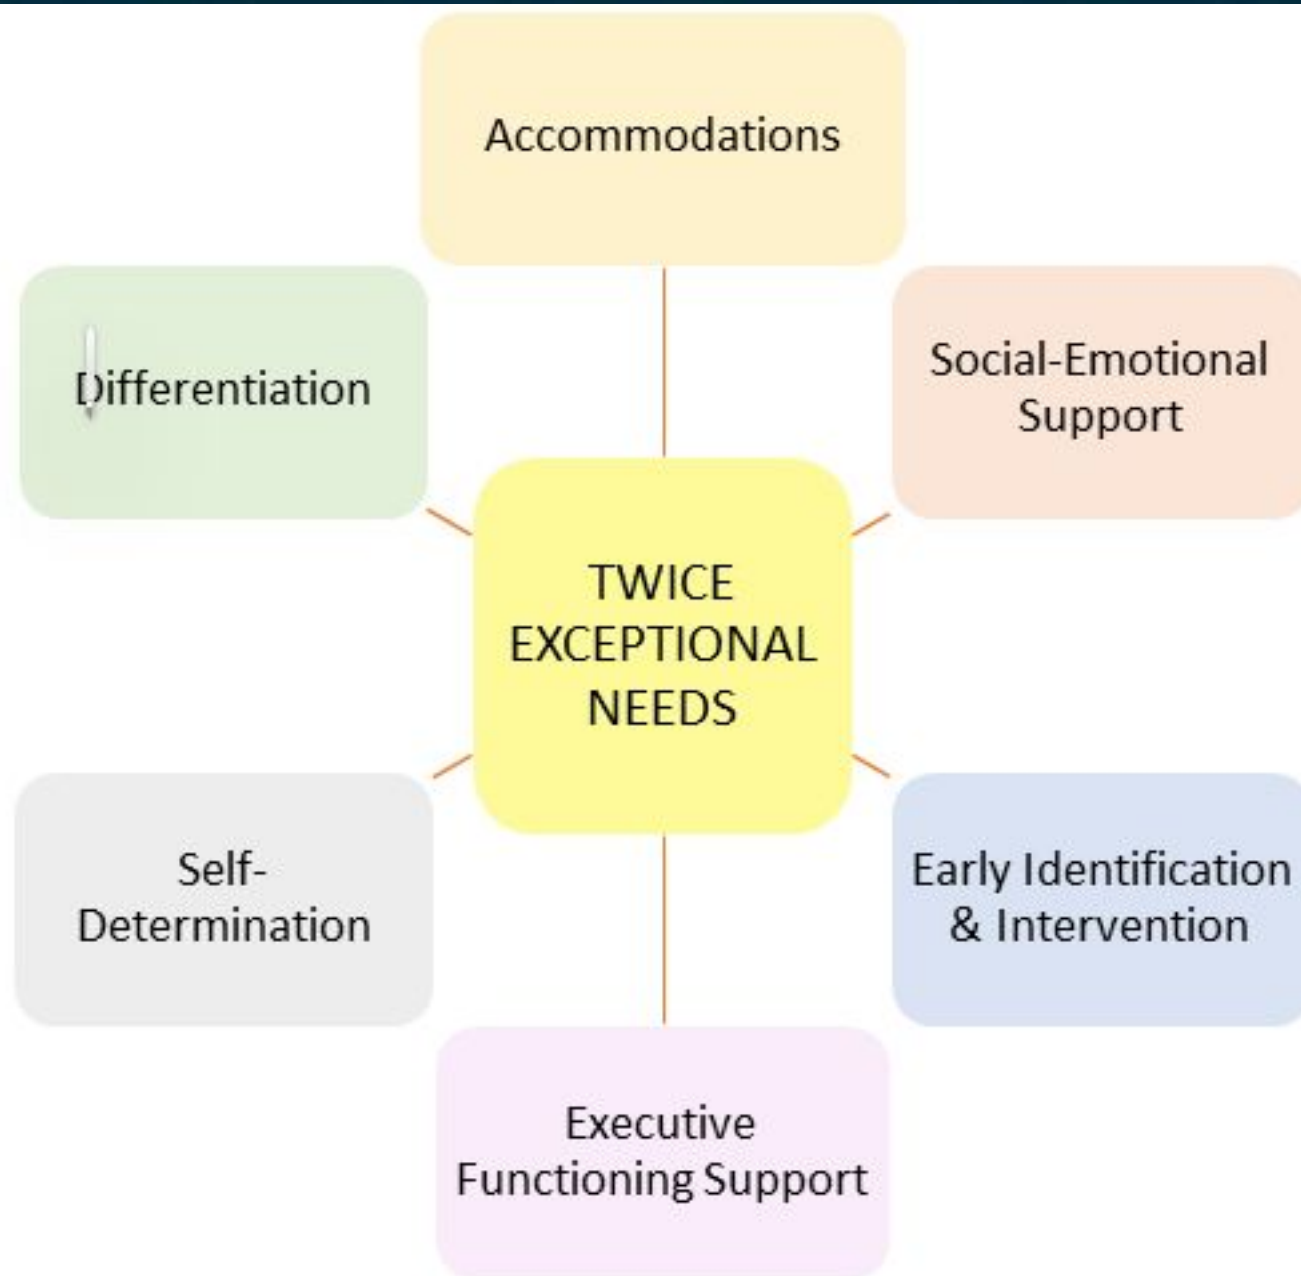 Accommodations
Differentiation
Social-Emotional
Support
TWICE
EXCEPTIONAL
NEEDS
Self-
Determination
Early Identification
& Intervention
Executive
Functioning Support